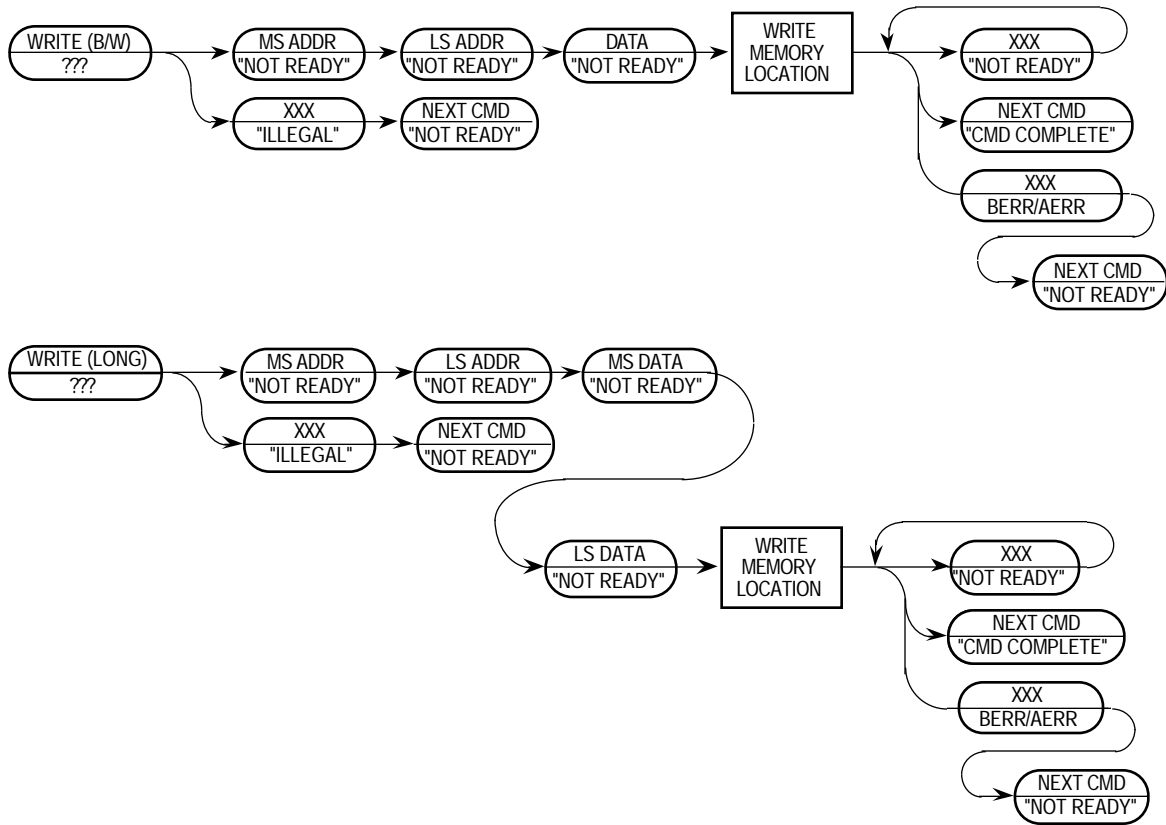 WRITE (B/W)
???
MS ADDR
"NOT READY"
LS ADDR
"NOT READY"
DATA
"NOT READY"
WRITE
MEMORY
LOCATION
XXX
"NOT READY"
XXX
"ILLEGAL"
NEXT CMD
"NOT READY"
NEXT CMD
"CMD COMPLETE"
XXX
BERR/AERR
NEXT CMD
"NOT READY"
WRITE (LONG)
???
MS ADDR
"NOT READY"
LS ADDR
"NOT READY"
MS DATA
"NOT READY"
XXX
"ILLEGAL"
NEXT CMD
"NOT READY"
LS DATA
"NOT READY"
WRITE
MEMORY
LOCATION
XXX
"NOT READY"
NEXT CMD
"CMD COMPLETE"
XXX
BERR/AERR
NEXT CMD
"NOT READY"